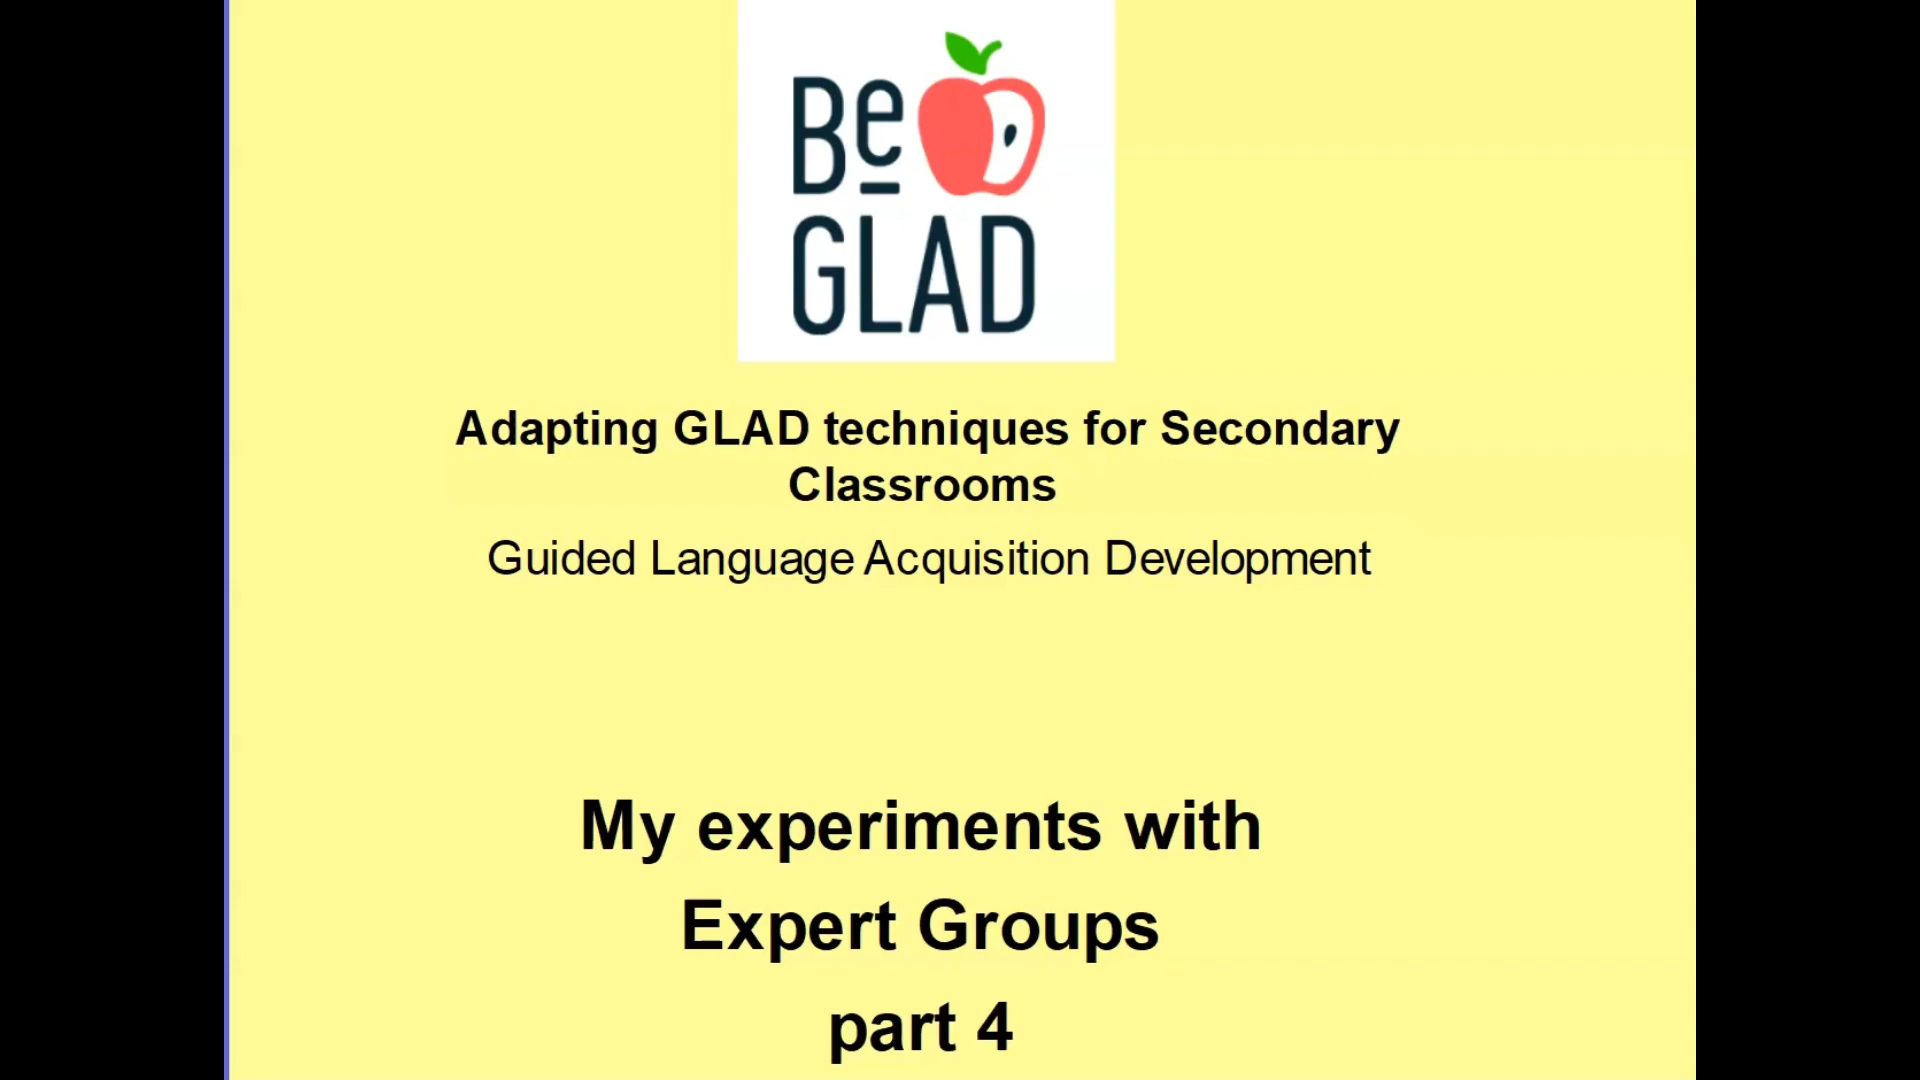 Be
GLAD
Adapting GLAD techniques for Secondary
Classrooms
Guided Language Acquisition Development
My experiments with
Expert Groups
part 4